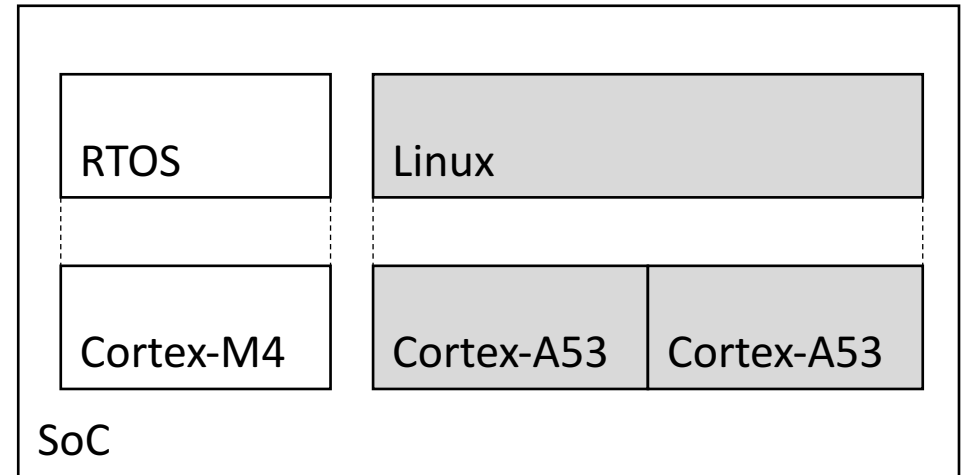 RTOS
Linux
Cortex-M4
Cortex-A53
Cortex-A53
SoC